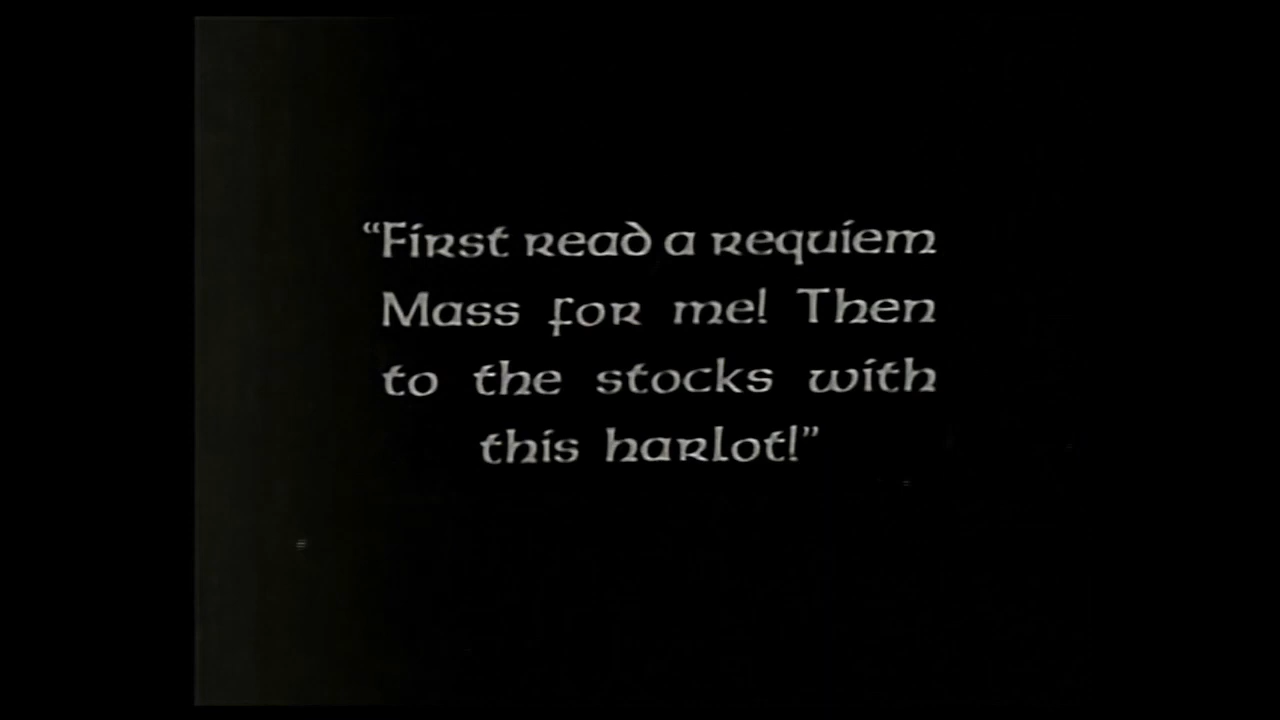 “First read a requiem
Mass for me! Then
to the stocks with
this harlot!”